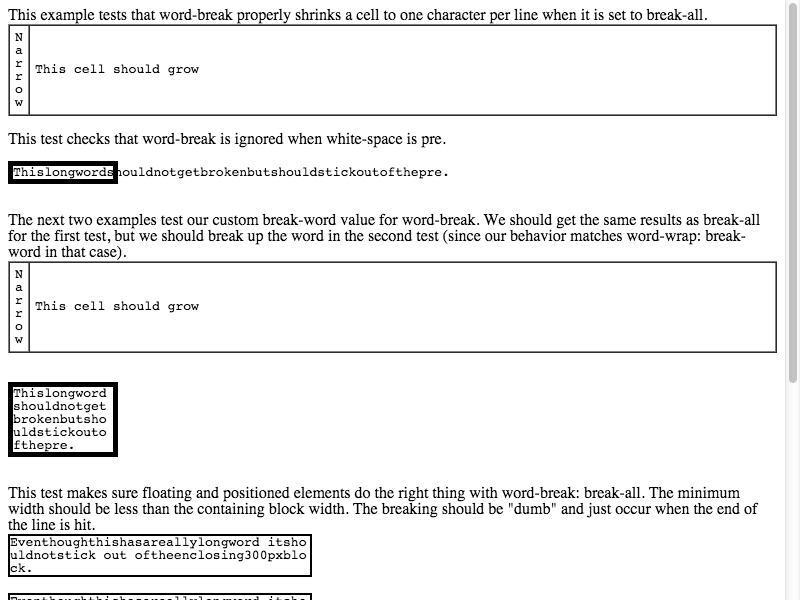 This example tests that word-break properly shrinks a cell to one character per line when it is set to break-all.
N
a
r
r
o
w
This cell should grow
This test checks that word-break is ignored when white-space is pre.
Thislongwordshouldnotgetbrokenbutshouldstickoutofthepre.
The next two examples test our custom break-word value for word-break. We should get the same results as break-all
for the first test, but we should break up the word in the second test (since our behavior matches word-wrap: break-
word in that case).
N
a
r
r
o
w
This cell should grow
Thislongword
shouldnotget
brokenbutsho
uldstickouto
fthepre.
This test makes sure floating and positioned elements do the right thing with word-break: break-all. The minimum
width should be less than the containing block width. The breaking should be "dumb" and just occur when the end of
the line is hit.
Eventhoughthishasareallylongword itsho
uldnotstick out oftheenclosing300pxblo
ck.